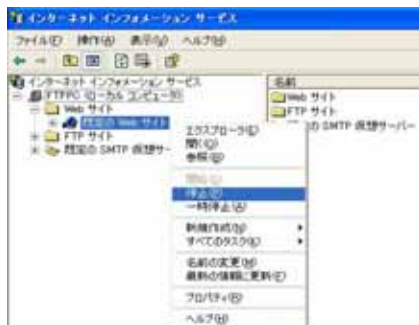 インターネット インフォメーション サービス
ファイル(F) 操作(A) 表示(V) ヘルプ(H)
インターネット インフォメーション サービス
FTPPC (ローカル コンピュータ)
Web サイト
既定の Web サイト
FTP サイト
既定の SMTP 仮想サー
名前
Web サイト
FTP サイト
の SMTP 仮想サーバー
エクスプローラ(E)
開く(O)
参照(B)
開始(S)
停止(P)
一時停止(A)
新規作成(N)
すべてのタスク(K)
名前の変更(M)
最新の情報に更新(F)
プロパティ(R)
ヘルプ(H)